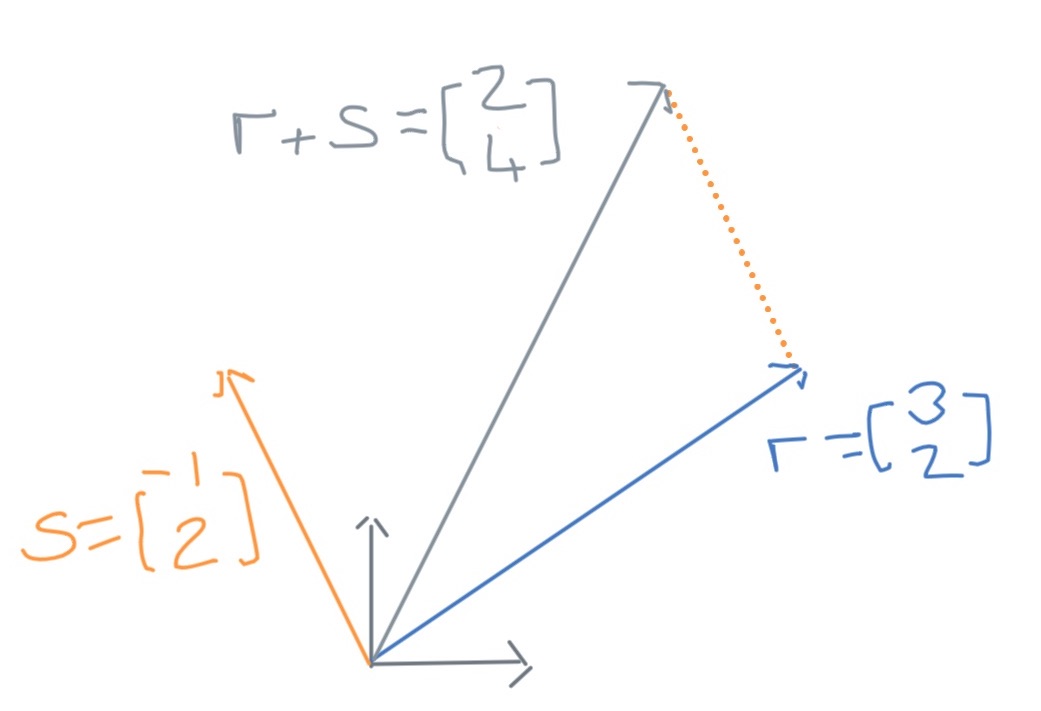 r + s = [2
4]
r = [3
2]
s = [-1
2]